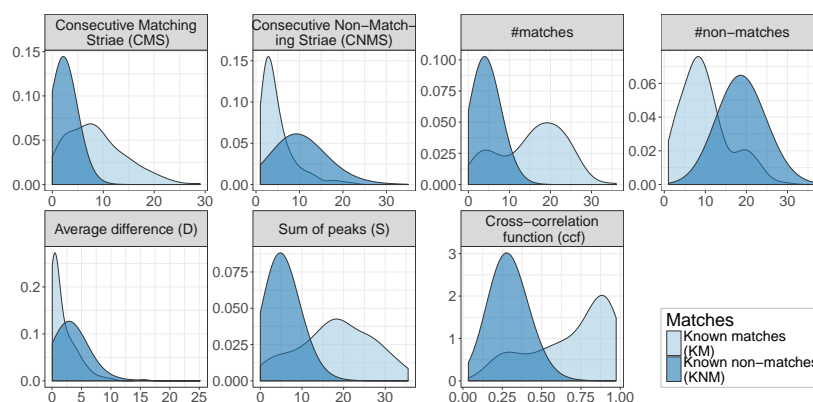 Consecutive Matching
Striae (CMS)
Consecutive Non−Match-
ing Striae (CNMS)
#matches
#non−matches
0.15
0.10
0.05
0.00
0 10 20 30
0.15
0.10
0.05
0.00
0 10 20 30
0.100
0.075
0.050
0.025
0.000
0 10 20 30
0.06
0.04
0.02
0.00
0 10 20 30
Average difference (D)
Sum of peaks (S)
Cross−correlation
function (ccf)
0.2
0.1
0.0
0 5 10 15 20 25
0.075
0.050
0.025
0.000
0 10 20 30
3
2
1
0
0.00 0.25 0.50 0.75 1.00
Matches
Known matches
(KM)
Known non−matches
(KNM)